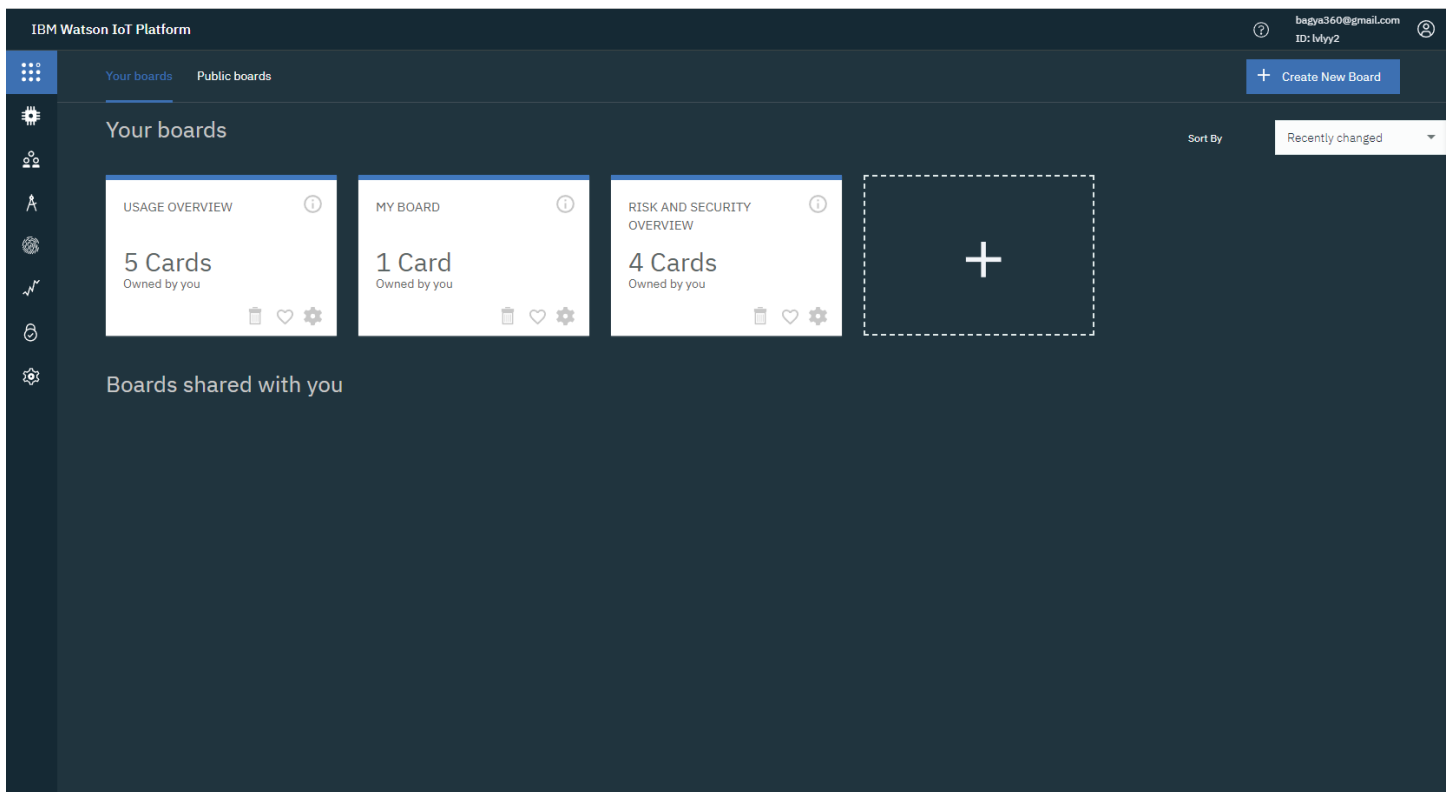 IBM Watson IoT Platform
bagya360@gmail.com
ID: lvlyy2
Your boards
Public boards
Create New Board
Your boards
Sort By
Recently changed
USAGE OVERVIEW
5 Cards
Owned by you
MY BOARD
1 Card
Owned by you
RISK AND SECURITY
OVERVIEW
4 Cards
Owned by you
Boards shared with you